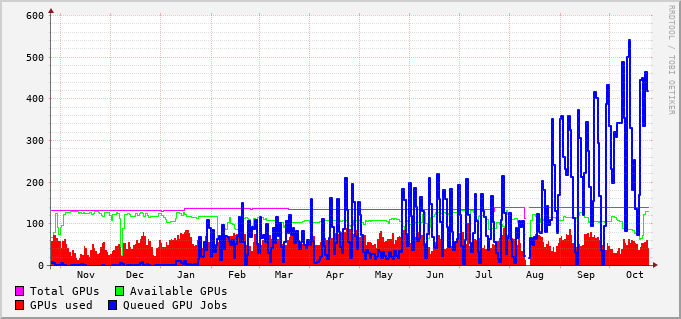 600
500
400
300
200
100
0
Nov Dec Jan Feb Mar Apr May Jun Jul Aug Sep Oct
Total GPUs Available GPUs
GPUs used Queued GPU Jobs
RRDTOOL / TOBI OETIKER